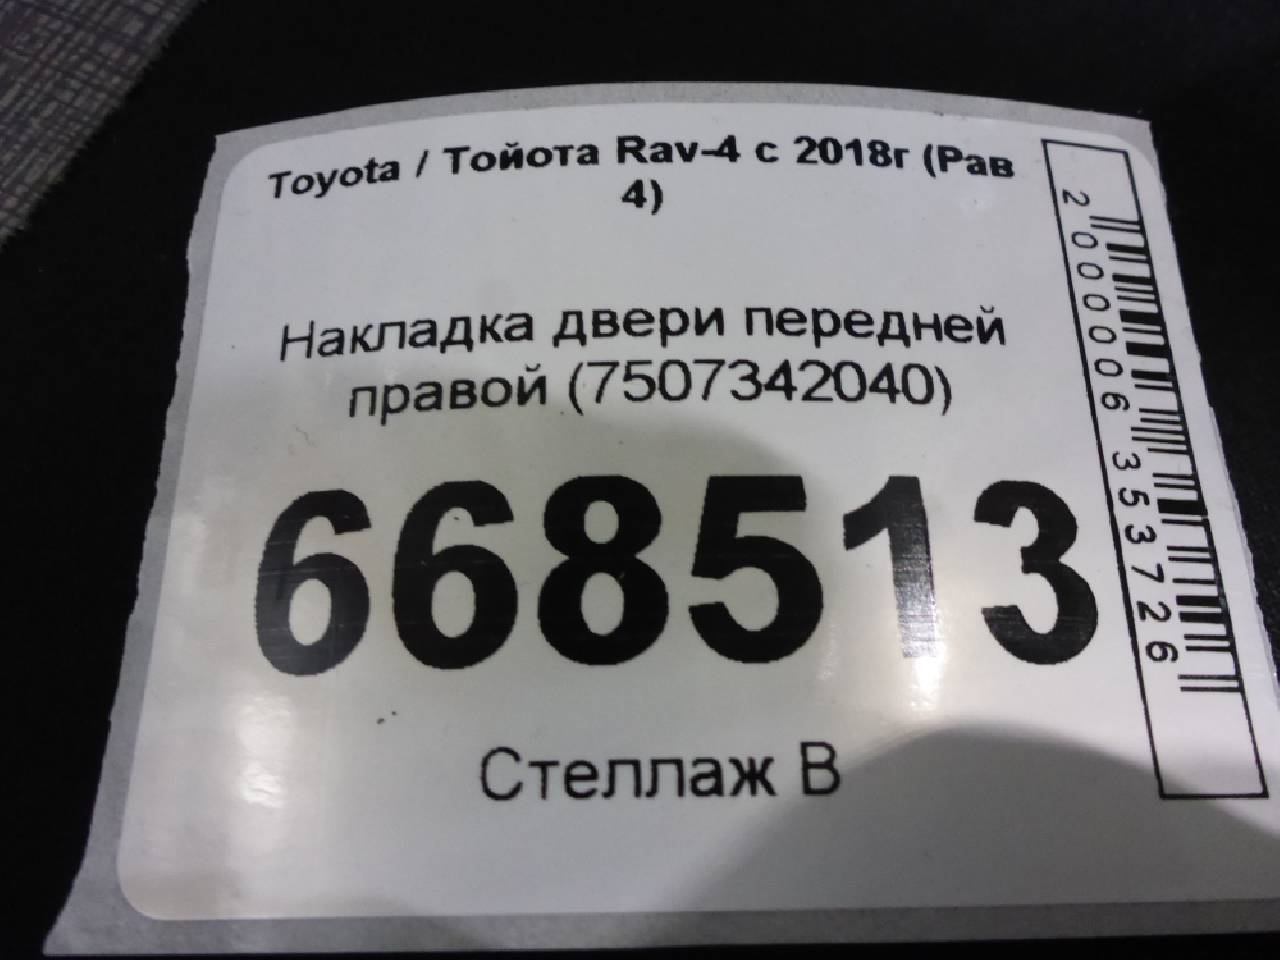 Toyota / Тойота Rav-4 с 2018г (Рав
4)
Накладка двери передней
правой (7507342040)
668513
Стеллаж В
2000006353726